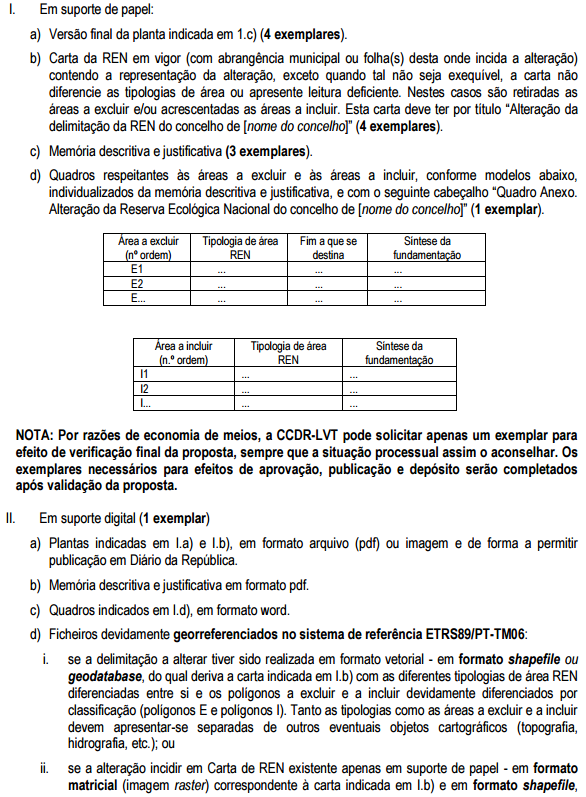 I. Em suporte de papel:
a) Versão final da planta indicada em 1.c) (4 exemplares).
b) Carta da REN em vigor (com abrangência municipal ou folha(s) desta onde incida a alteração)
contendo a representação da alteração, exceto quando tal não seja exequível, a carta não
diferencie as tipologias de área ou apresente leitura deficiente. Nestes casos são retiradas as
áreas a excluir e/ou acrescentadas as áreas a incluir. Esta carta deve ter por título “Alteração da
delimitação da REN do concelho de [nome do concelho]” (4 exemplares).
c) Memória descritiva e justificativa (3 exemplares).
d) Quadros respeitantes às áreas a excluir e às áreas a incluir, conforme modelos abaixo,
individualizados da memória descritiva e justificativa, e com o seguinte cabeçalho “Quadro Anexo.
Alteração da Reserva Ecológica Nacional do concelho de [nome do concelho]” (1 exemplar).
Área a excluir Tipologia de área Fim a que se Síntese da
(nº ordem) REN destina fundamentação
E1 ... ... ...
E2 ... ... ...
E... ... ... ...
Área a incluir Tipologia de área Síntese da
(n.º ordem) REN fundamentação
I1 ... ...
I2 ... ...
I... ... ...
NOTA: Por razões de economia de meios, a CCDR-LVT pode solicitar apenas um exemplar para
efeito de verificação final da proposta, sempre que a situação processual assim o aconselhar. Os
exemplares necessários para efeitos de aprovação, publicação e depósito serão completados
após validação da proposta.
II. Em suporte digital (1 exemplar)
a) Plantas indicadas em I.a) e I.b), em formato arquivo (pdf) ou imagem e de forma a permitir
publicação em Diário da República.
b) Memória descritiva e justificativa em formato pdf.
c) Quadros indicados em I.d), em formato word.
d) Ficheiros devidamente georreferenciados no sistema de referência ETRS89/PT-TM06:
i. se a delimitação a alterar tiver sido realizada em formato vetorial - em formato shapefile ou
geodatabase, do qual deriva a carta indicada em I.b) com as diferentes tipologias de área REN
diferenciadas entre si e os polígonos a excluir e a incluir devidamente diferenciados por
classificação (polígonos E e polígonos I). Tanto as tipologias como as áreas a excluir e a incluir
devem apresentar-se separadas de outros eventuais objetos cartográficos (topografia,
hidrografia, etc.); ou
ii. se a alteração incidir em Carta de REN existente apenas em suporte de papel - em formato
matricial (imagem raster) correspondente à carta indicada em I.b) e em formato shapefile,